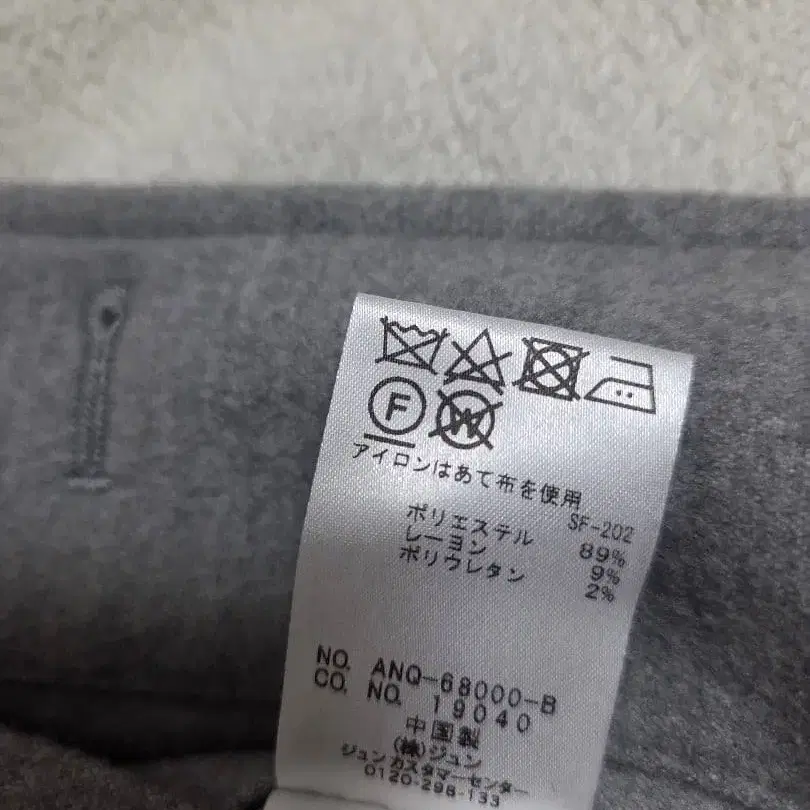 F W
アイロンはあて布を使用
SF-202
ポリエステル 89%
レーヨン 9%
ポリウレタン 2%
NO. ANQ-68000-B
CO. NO. 19040
中国製
(株)ジュン
ジュンカスタマーセンター
0120-298-133